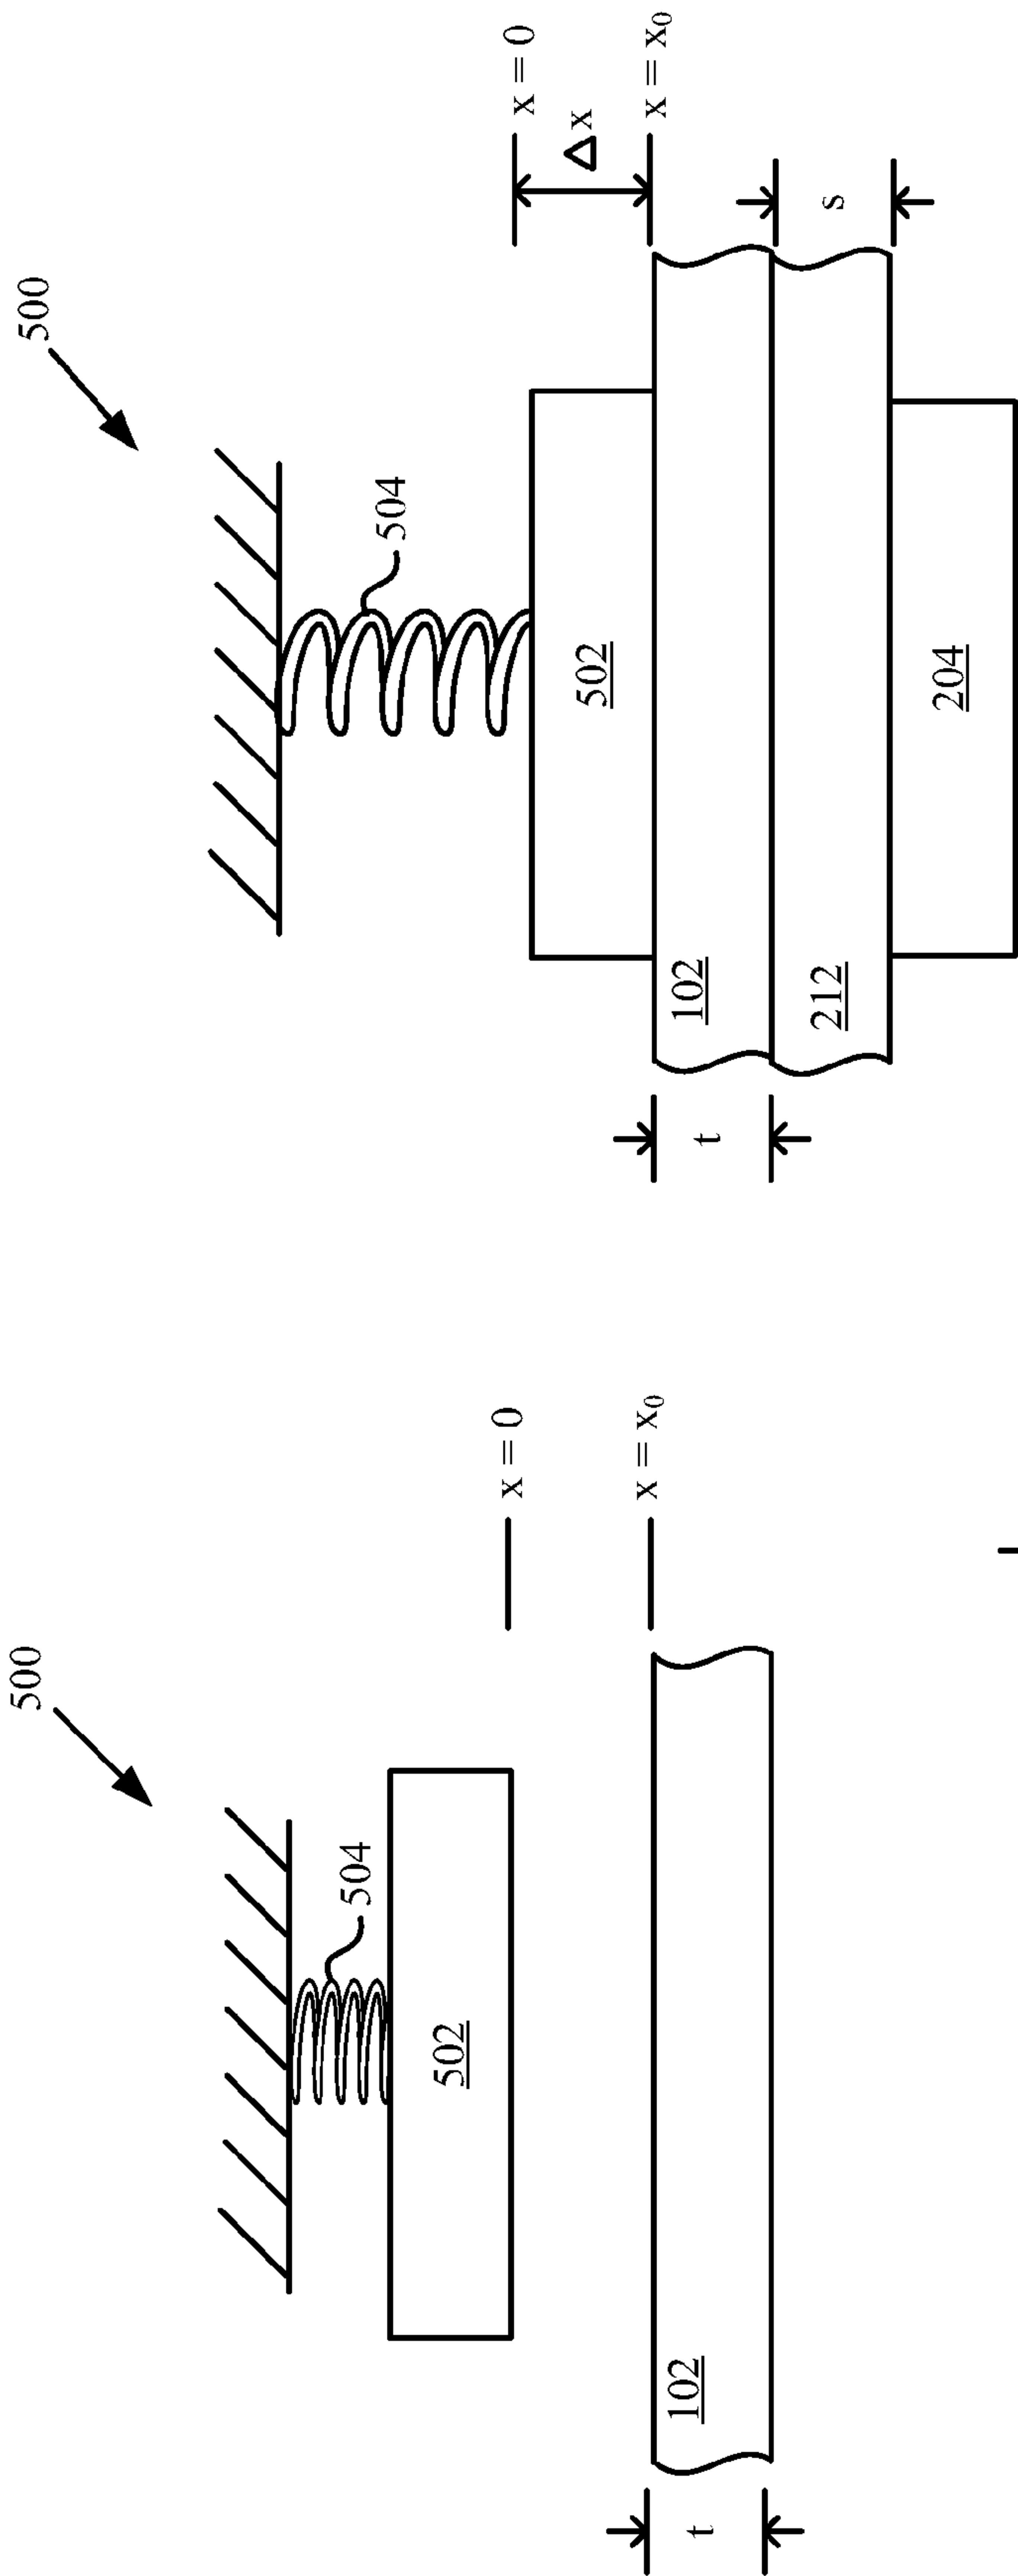 500
504
502
x = 0
x = x₀
102
t
500
504
502
x = 0
Δx
x = x₀
102
t
212
s
204